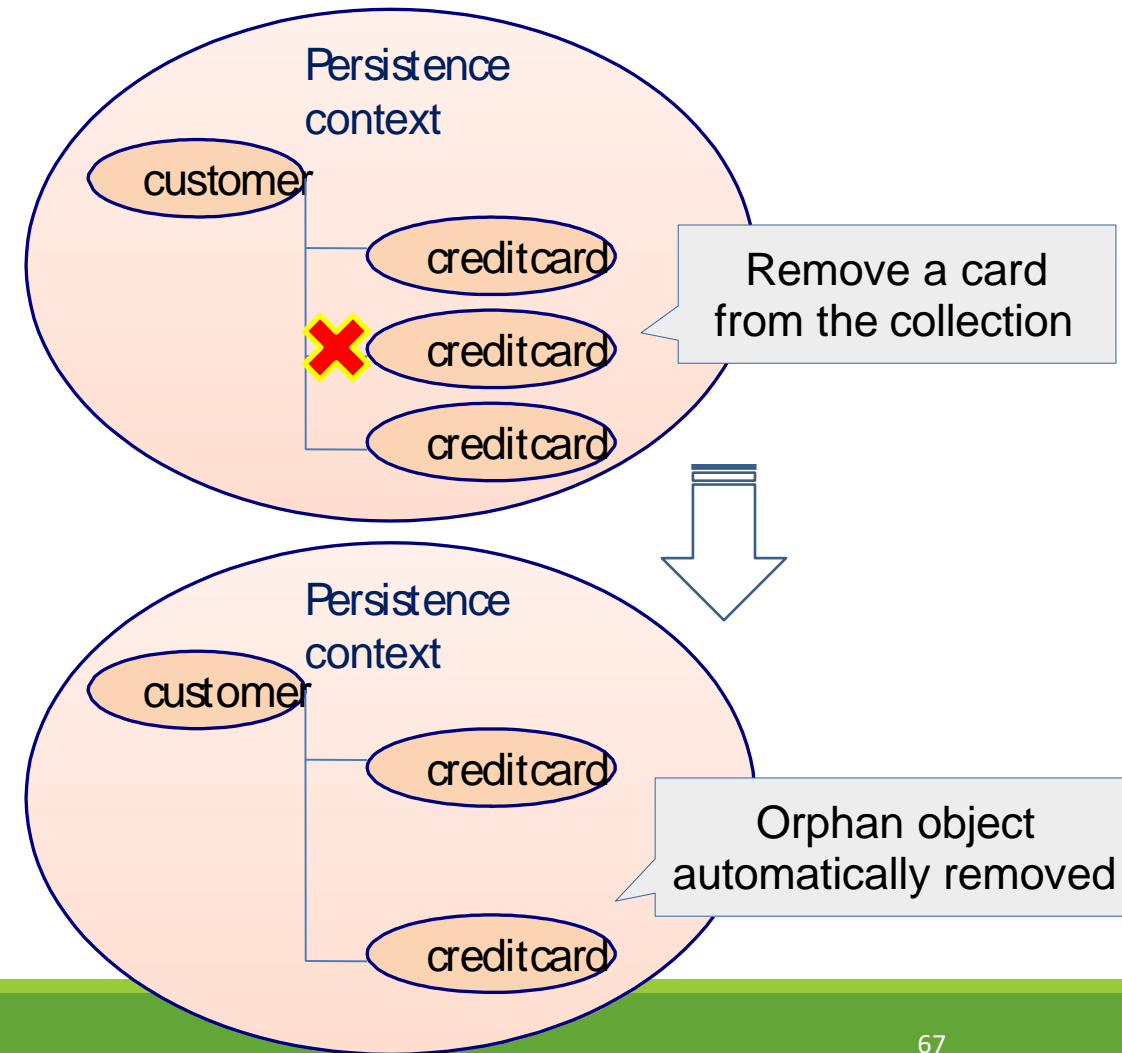 Persistence
context
customer
creditcard
Remove a card
from the collection
creditcard
creditcard
Persistence
context
customer
creditcard
Orphan object
automatically removed
creditcard
67